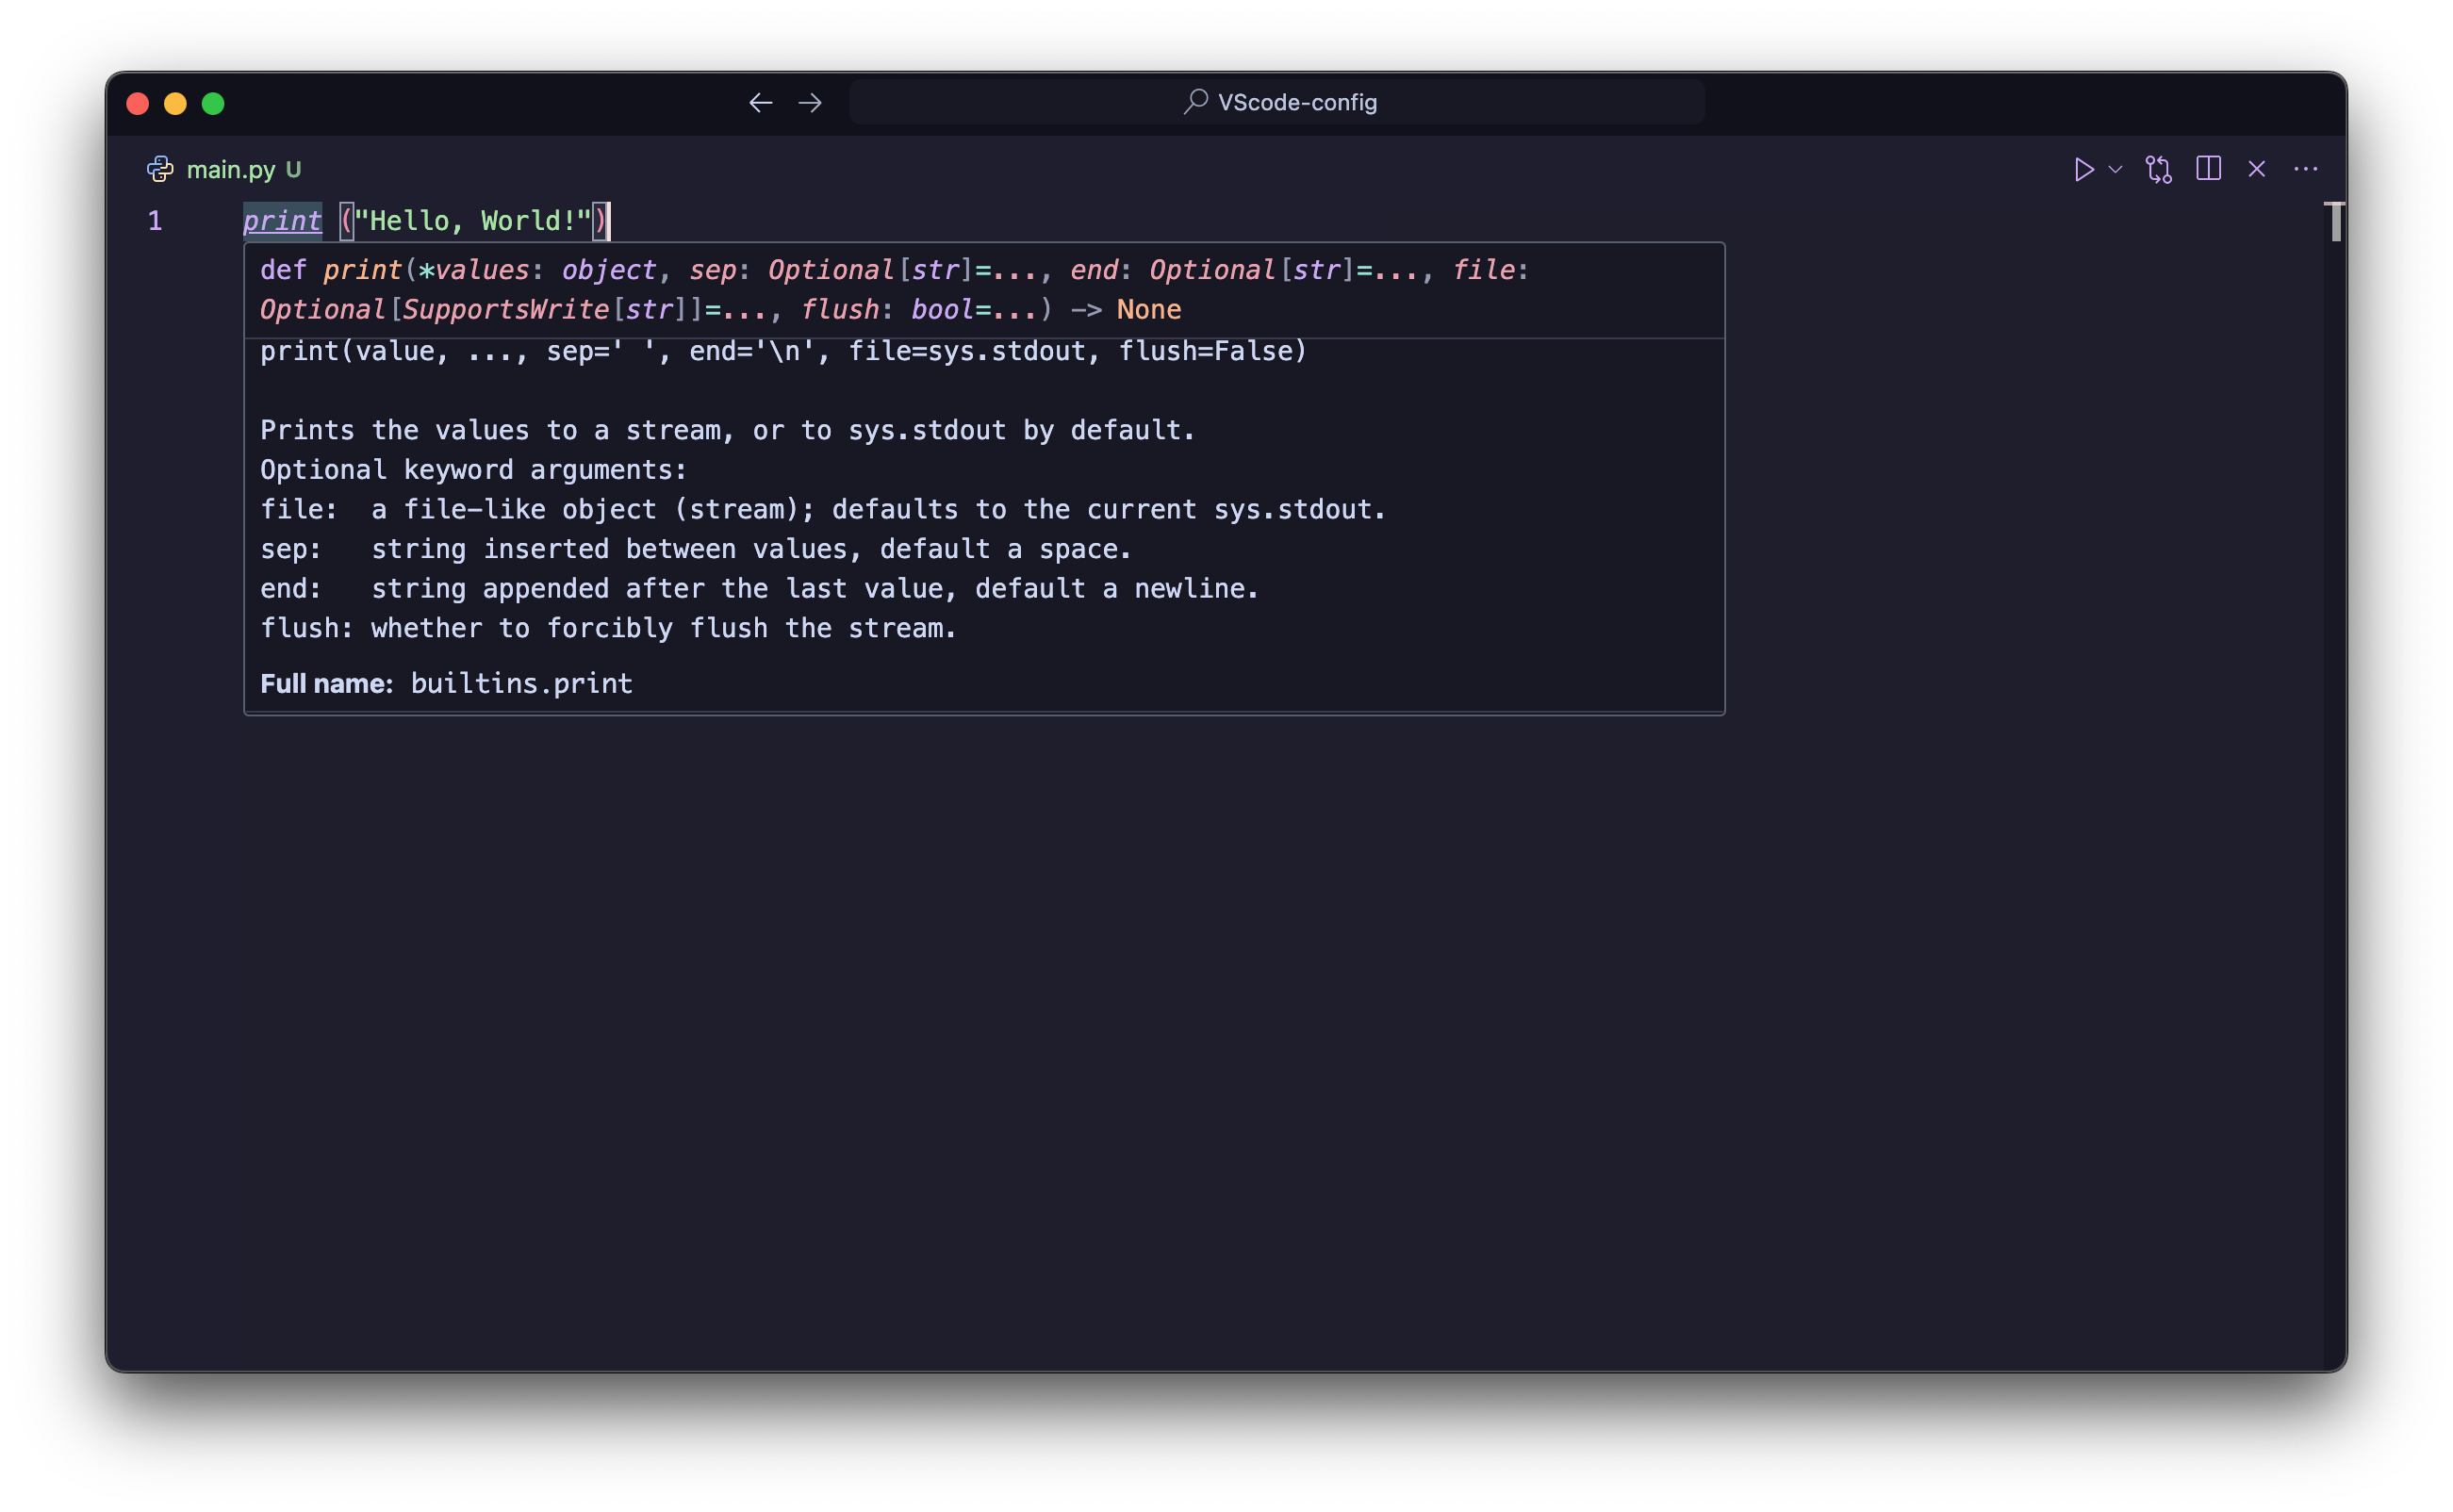 VScode-config
main.py U
1 print ("Hello, World!")
def print(*values: object, sep: Optional[str]=..., end: Optional[str]=..., file:
Optional[SupportsWrite[str]]=..., flush: bool=...) -> None
print(value, ..., sep=' ', end='\n', file=sys.stdout, flush=False)
Prints the values to a stream, or to sys.stdout by default.
Optional keyword arguments:
file:  a file-like object (stream); defaults to the current sys.stdout.
sep:   string inserted between values, default a space.
end:   string appended after the last value, default a newline.
flush: whether to forcibly flush the stream.
Full name: builtins.print